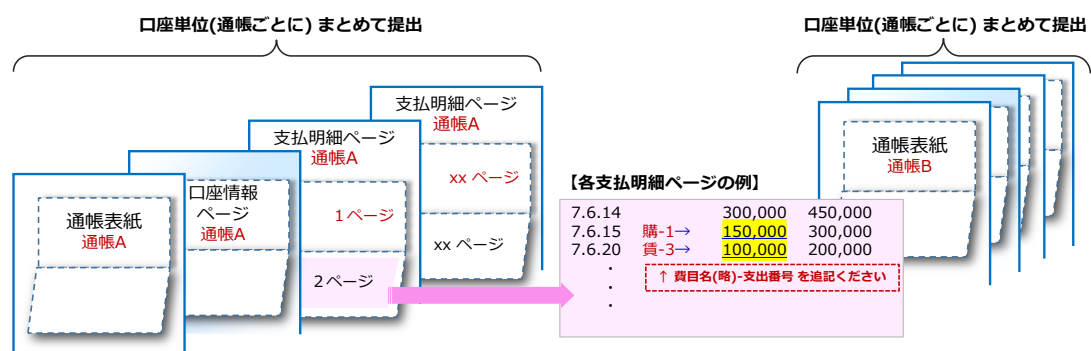 口座単位(通帳ごとに) まとめて提出
口座単位(通帳ごとに) まとめて提出
通帳表紙
通帳A
口座情報
ページ
通帳A
支払明細ページ
通帳A
1ページ
2ページ
支払明細ページ
通帳A
xx ページ
xx ページ
【各支払明細ページの例】
7.6.14 300,000 450,000
7.6.15 購-1→ 150,000 300,000
7.6.20 賃-3→ 100,000 200,000
・
・
・
↑ 費目名(略)-支出番号 を追記ください
通帳表紙
通帳B